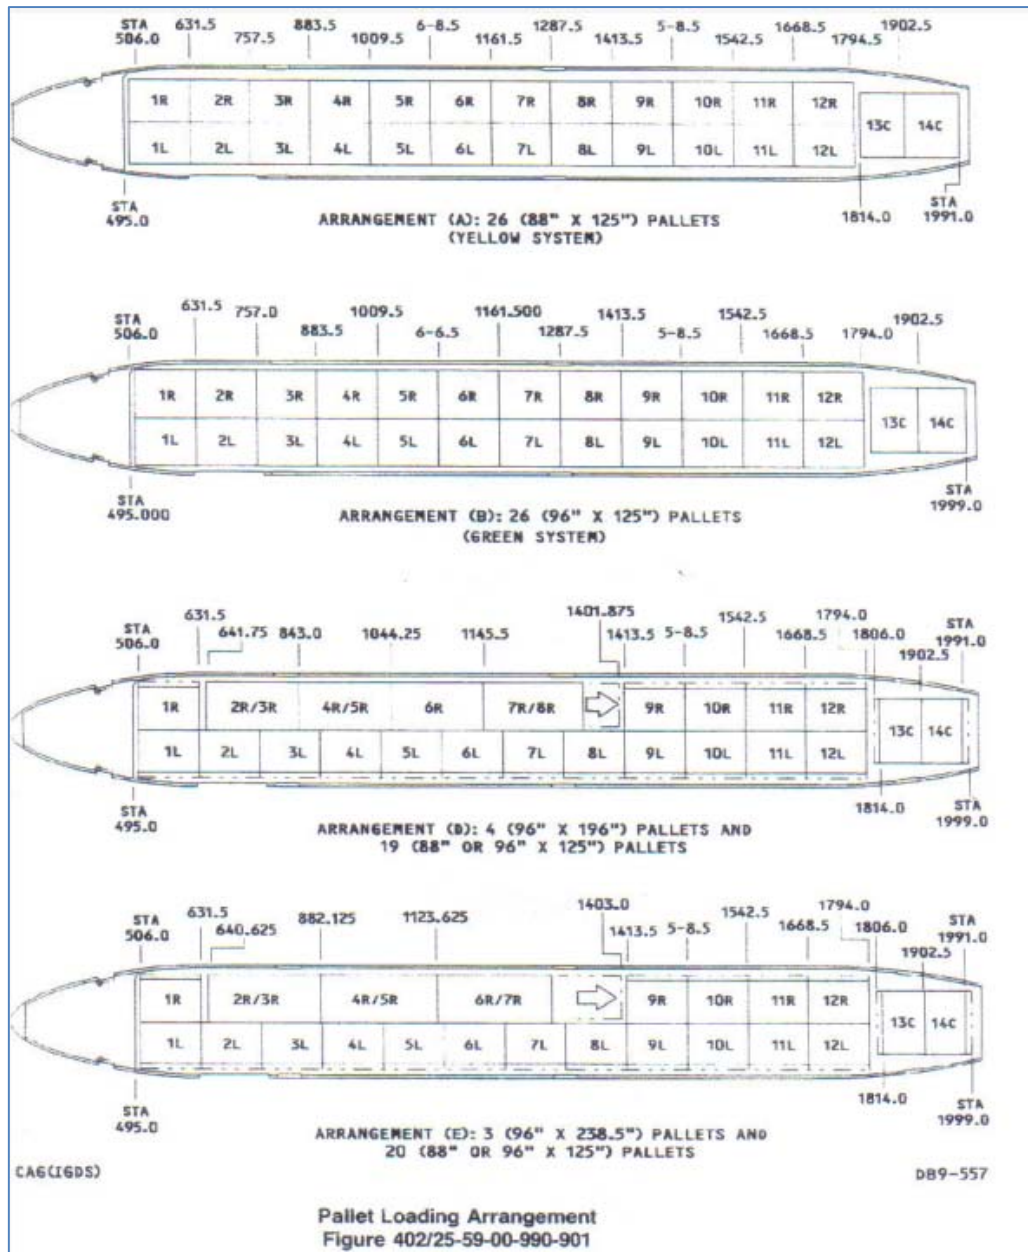 STA 631.5 883.5 6-8.5 1287.5 5-8.5 1668.5 1902.5
506.0 757.5 1009.5 1161.5 1413.5 1542.5 1794.5
1R 2R 3R 4R 5R 6R 7R 8R 9R 10R 11R 12R
13C 14C
1L 2L 3L 4L 5L 6L 7L 8L 9L 10L 11L 12L
STA
495.0
1814.0 STA
1991.0
ARRANGEMENT (A): 26 (88" X 125") PALLETS
(YELLOW SYSTEM)
631.5 757.0 1009.5 1161.500 1413.5 1542.5 1902.5
STA
506.0 883.5 6-6.5 1287.5 5-8.5 1668.5 1794.0
1R 2R 3R 4R 5R 6R 7R 8R 9R 10R 11R 12R
13C 14C
1L 2L 3L 4L 5L 6L 7L 8L 9L 10L 11L 12L
STA
495.000
STA
1999.0
ARRANGEMENT (B): 26 (96" X 125") PALLETS
(GREEN SYSTEM)
631.5 1401.875 1542.5 1794.0 STA
STA
506.0 641.75 843.0 1044.25 1145.5 1413.5 5-8.5 1668.5 1806.0 1991.0
1902.5
1R 2R/3R 4R/5R 6R 7R/8R 9R 10R 11R 12R
13C 14C
1L 2L 3L 4L 5L 6L 7L 8L 9L 10L 11L 12L
STA
495.0
1814.0 STA
1999.0
ARRANGEMENT (D): 4 (96" X 196") PALLETS AND
19 (88" OR 96" X 125") PALLETS
STA 631.5 882.125 1123.625 1403.0 1542.5 1794.0 STA
506.0 640.625 1413.5 5-8.5 1668.5 1806.0 1991.0
1902.5
1R 2R/3R 4R/5R 6R/7R 9R 10R 11R 12R
13C 14C
1L 2L 3L 4L 5L 6L 7L 8L 9L 10L 11L 12L
STA
495.0
1814.0 STA
1999.0
ARRANGEMENT (E): 3 (96" X 238.5") PALLETS AND
20 (88" OR 96" X 125") PALLETS
CA6(IGDS) DB9-557
Pallet Loading Arrangement
Figure 402/25-59-00-990-901